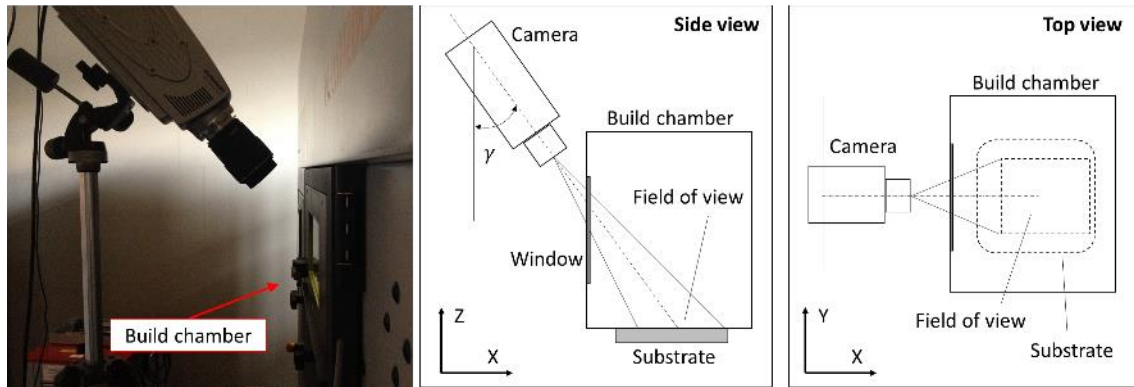 Build chamber
Side view
Camera
Build chamber
γ
Field of view
Window
Z
X
Substrate
Top view
Build chamber
Camera
Y
X
Field of view
Substrate